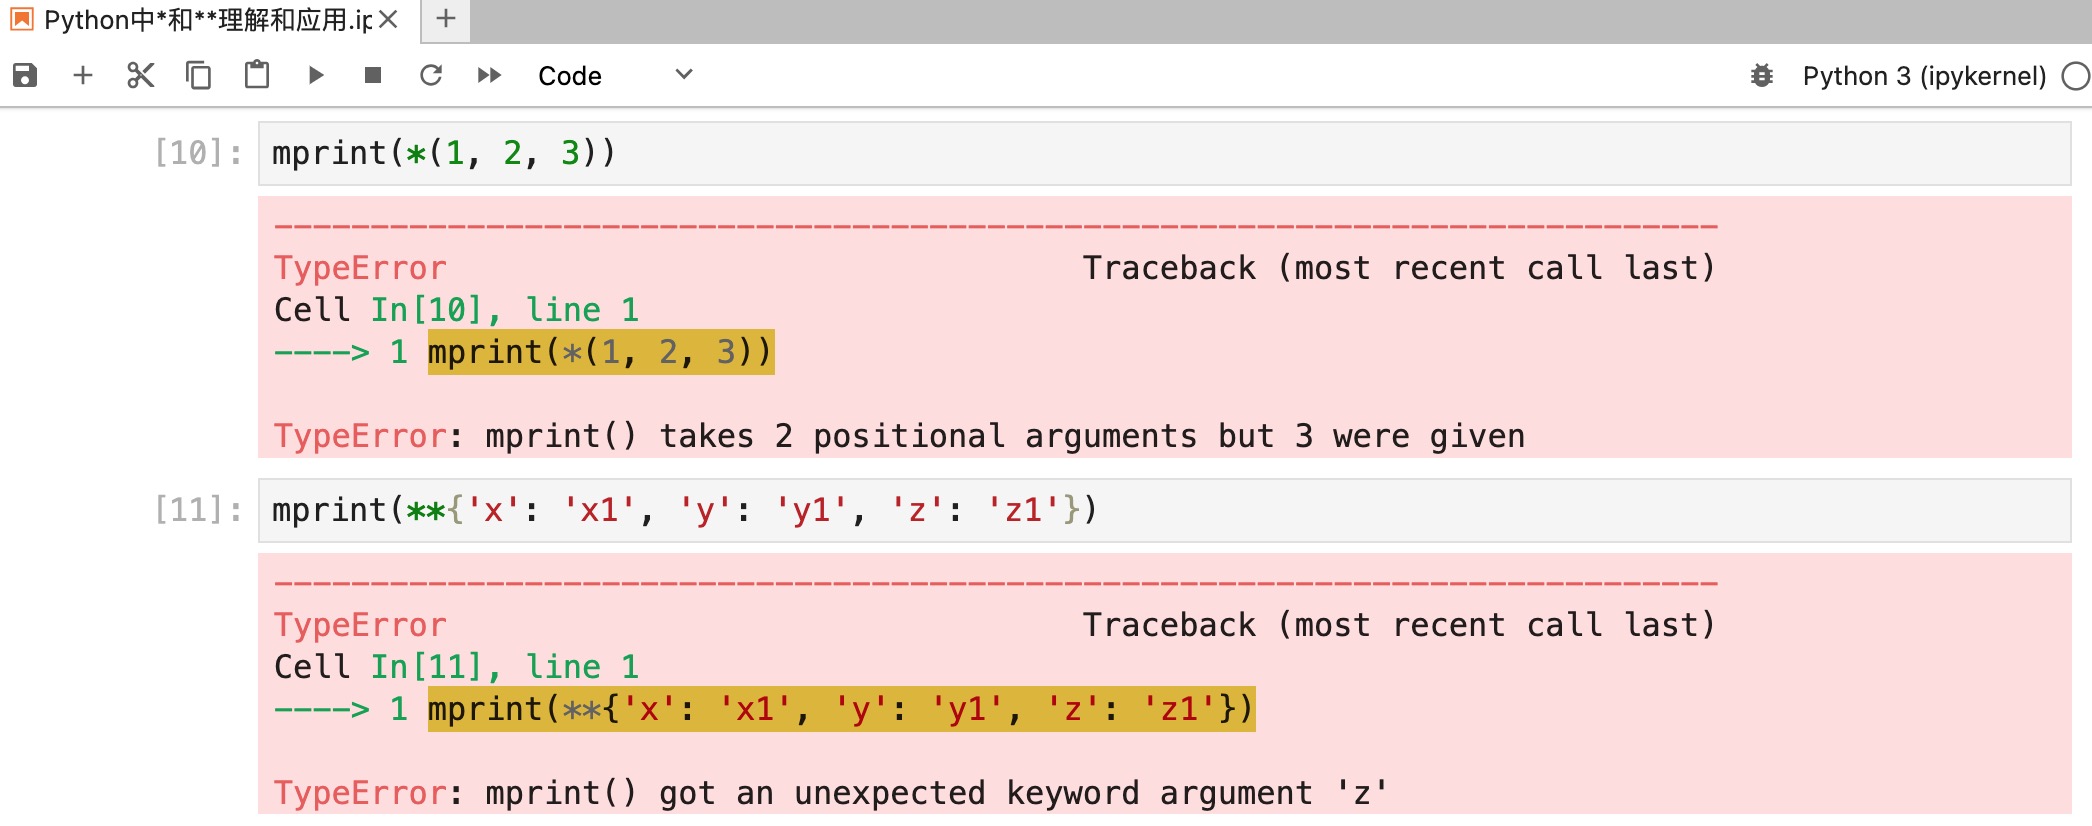 Python中*和**理解和应用.ip
Code
Python 3 (ipykernel)
[10]: mprint(*(1, 2, 3))
---------------------------------------------------------------------------
TypeError Traceback (most recent call last)
Cell In[10], line 1
----> 1 mprint(*(1, 2, 3))
TypeError: mprint() takes 2 positional arguments but 3 were given
[11]: mprint(**{'x': 'x1', 'y': 'y1', 'z': 'z1'})
---------------------------------------------------------------------------
TypeError Traceback (most recent call last)
Cell In[11], line 1
----> 1 mprint(**{'x': 'x1', 'y': 'y1', 'z': 'z1'})
TypeError: mprint() got an unexpected keyword argument 'z'